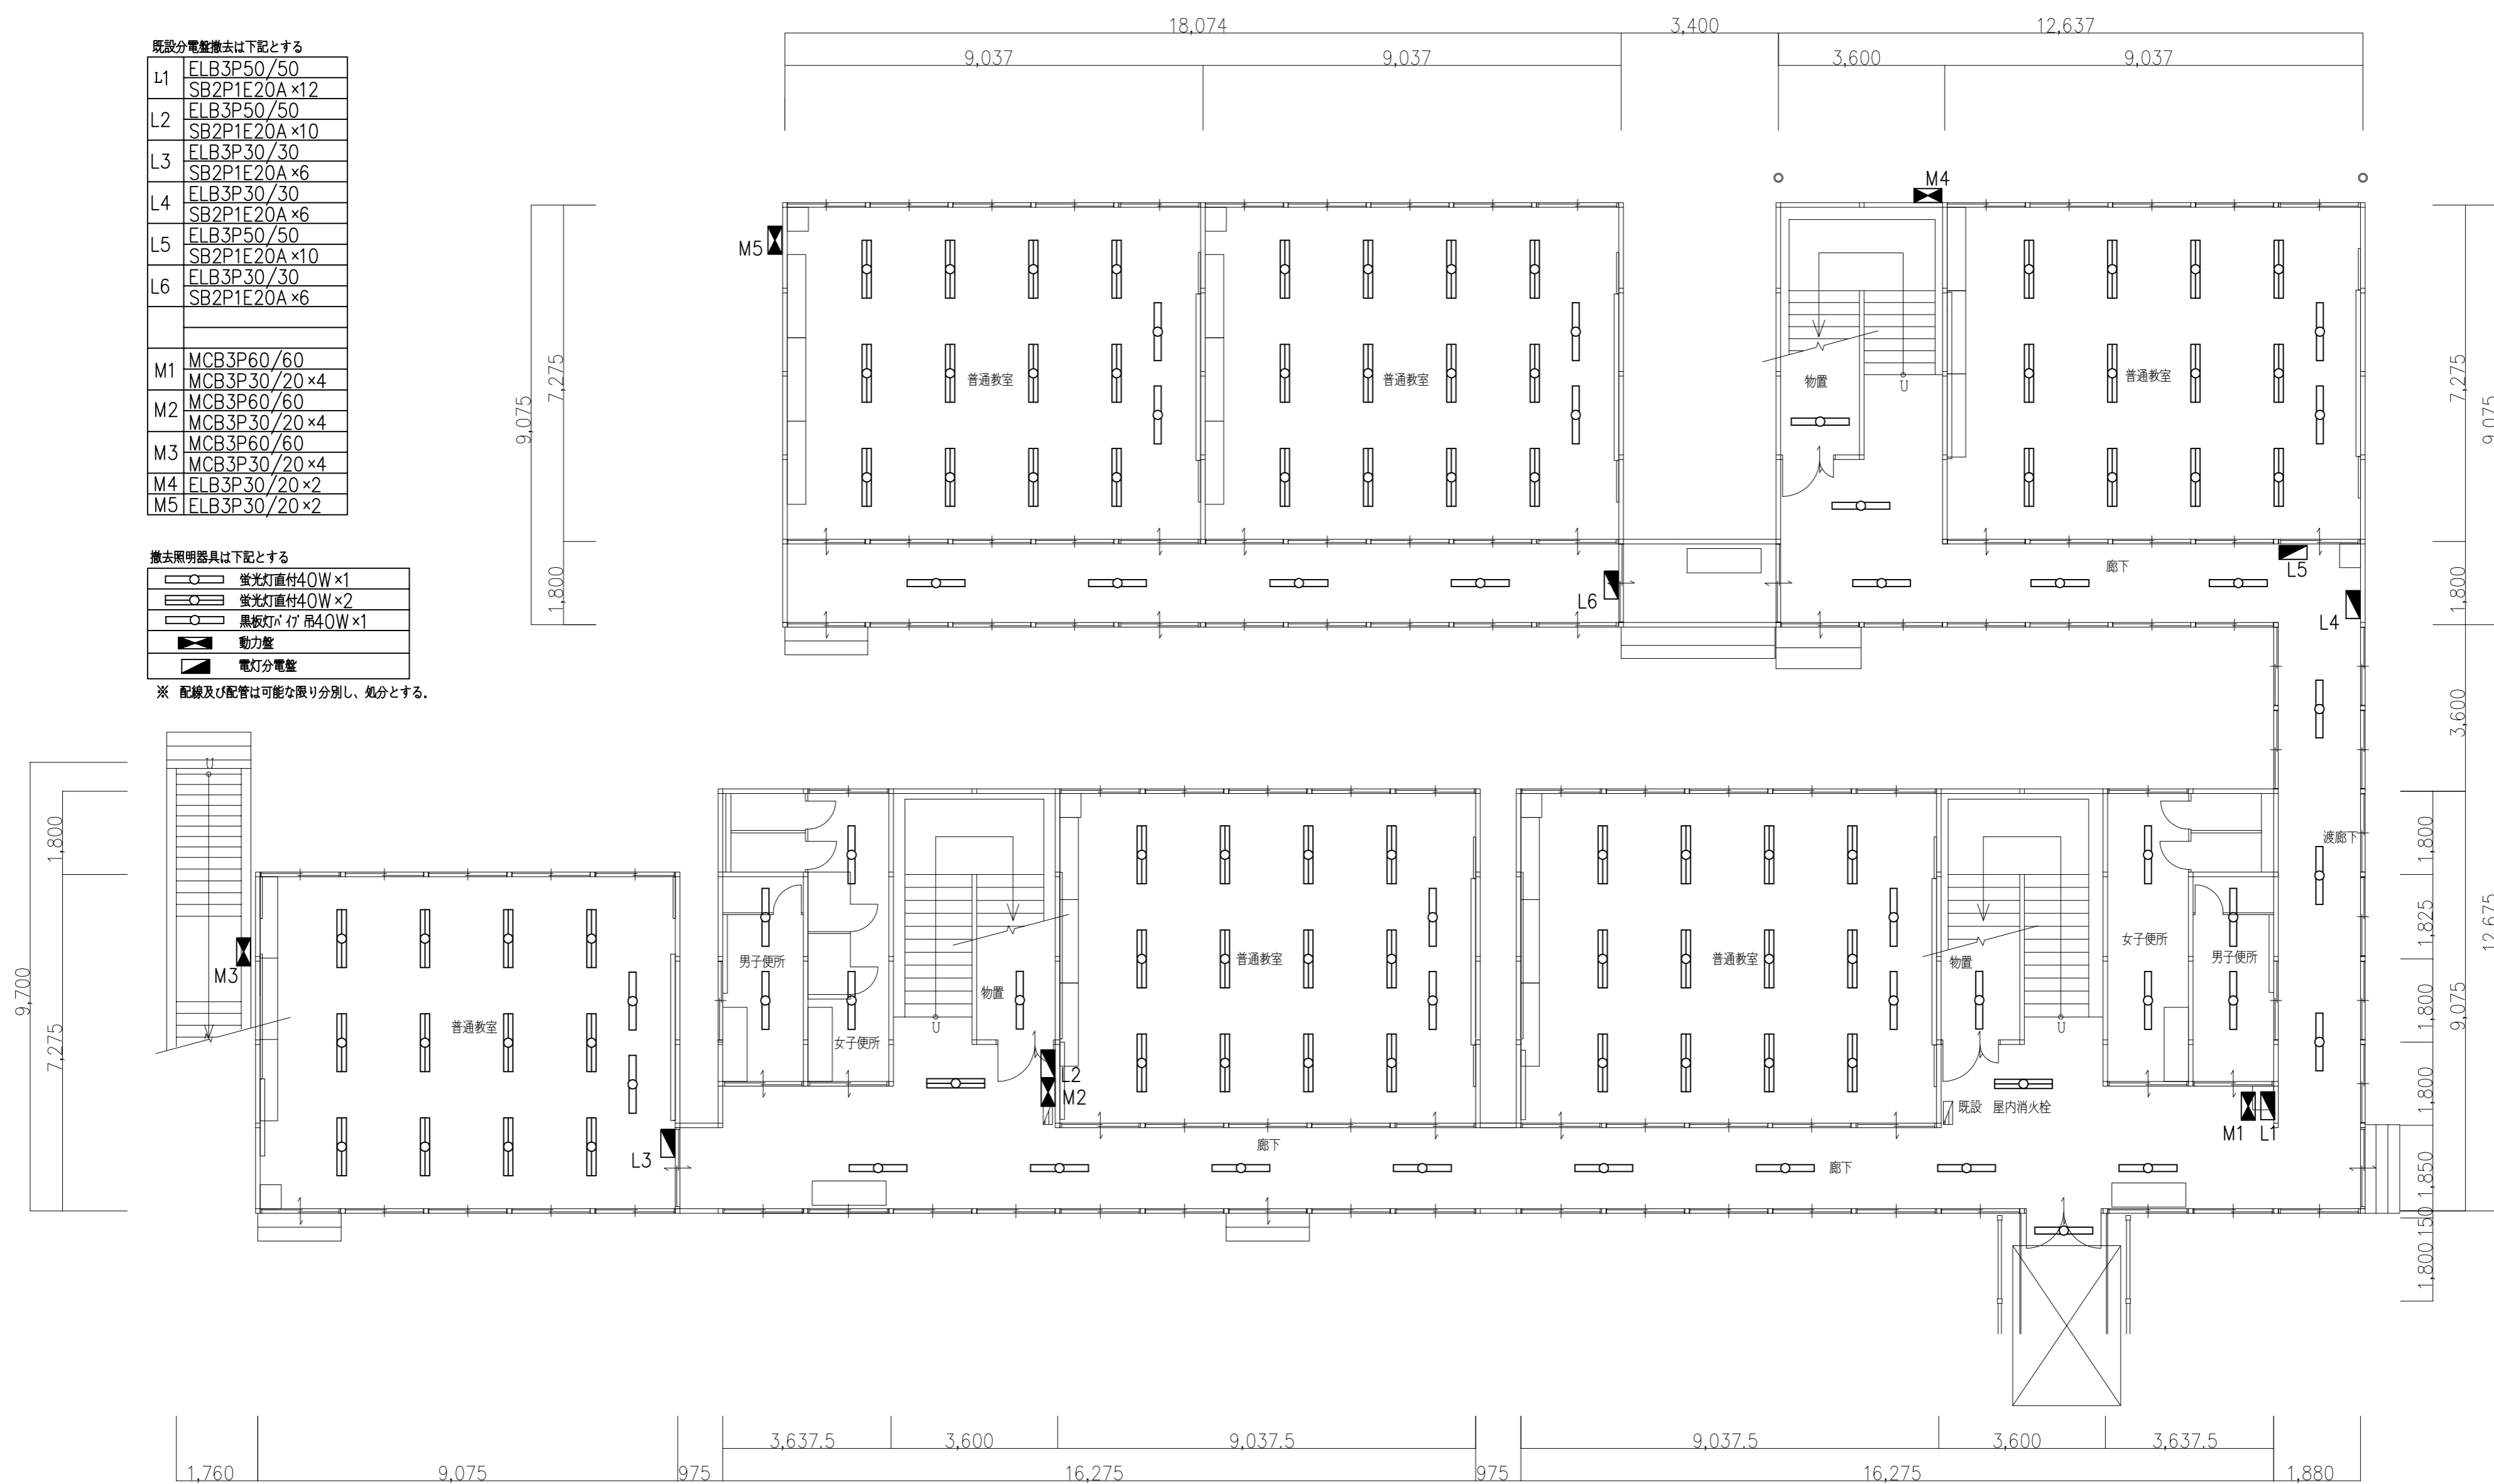 18,074
3,400
12,637
9,037
9,037
3,600
9,037
既設分電盤撤去は下記とする
L1
ELB3P50/50
SB2P1E20A×12
L2
ELB3P50/50
SB2P1E20A×10
L3
ELB3P30/30
SB2P1E20A×6
L4
ELB3P30/30
SB2P1E20A×6
L5
ELB3P50/50
SB2P1E20A×10
L6
ELB3P30/30
SB2P1E20A×6
M1
MCB3P60/60
MCB3P30/20×4
M2
MCB3P60/60
MCB3P30/20×4
M3
MCB3P60/60
MCB3P30/20×4
M4
ELB3P30/20×2
M5
ELB3P30/20×2
撤去照明器具は下記とする
蛍光灯直付40W×1
蛍光灯直付40W×2
黒板灯パイプ吊40W×1
動力盤
電灯分電盤
※ 配線及び配管は可能な限り分別し、処分とする。
M4
M5
9,075
7,275
1,800
普通教室
普通教室
物置
U
普通教室
廊下
L6
L5
L4
7,275
9,075
1,800
3,600
12,675
U
9,700
1,800
7,275
M3
普通教室
L3
男子便所
女子便所
物置
U
L2
M2
普通教室
普通教室
廊下
物置
U
既設 屋内消火栓
女子便所
男子便所
渡廊下
M1
L1
廊下
1,800
1,825
1,800
1,800
1,850
150
1,800
9,075
3,637.5
3,600
9,037.5
9,037.5
3,600
3,637.5
1,760
9,075
975
16,275
975
16,275
1,880